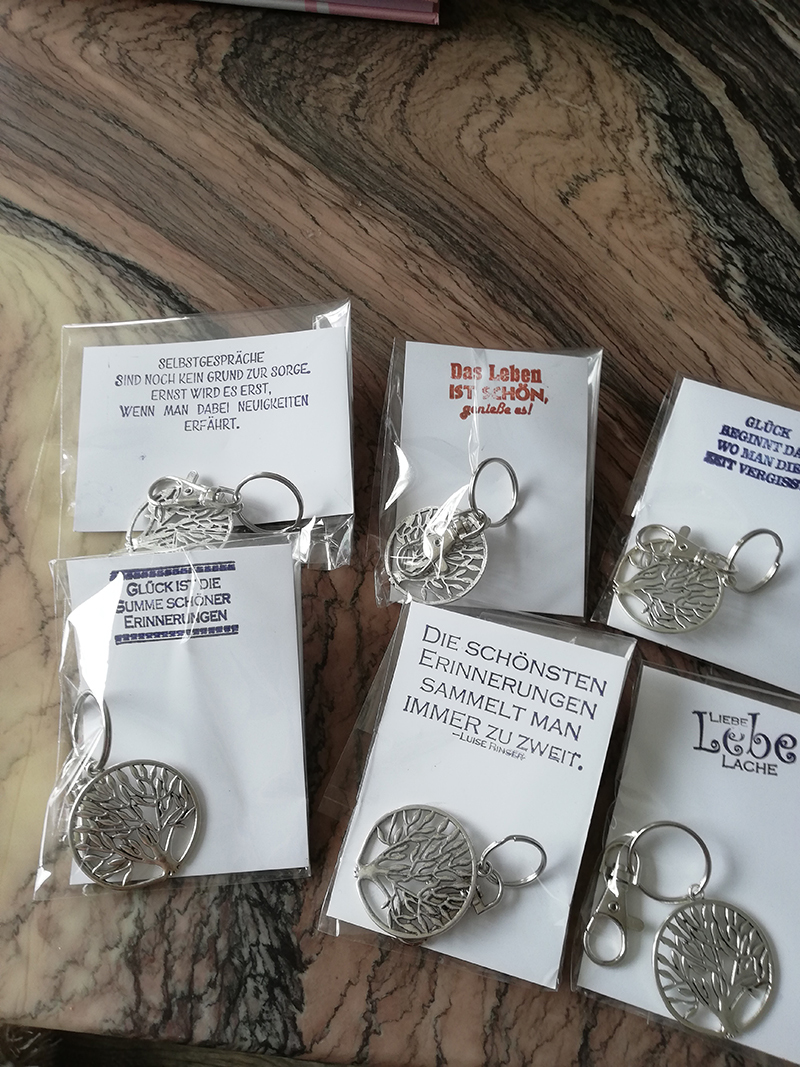 SELBSTGESPRÄCHE
SIND NOCH KEIN GRUND ZUR SORGE.
ERNST WIRD ES ERST,
WENN MAN DABEI NEUIGKEITEN
ERFÄHRT.
Das Leben
IST SCHÖN,
genieße es!
GLÜCK
BEGINNT DA
WO MAN DIE
ZEIT VERGISS
GLÜCK IST DIE
SUMME SCHÖNER
ERINNERUNGEN
DIE SCHÖNSTEN
ERINNERUNGEN
SAMMELT MAN
IMMER ZU ZWEIT.
-LUISE RINSER
LIEBE
Lebe
LACHE